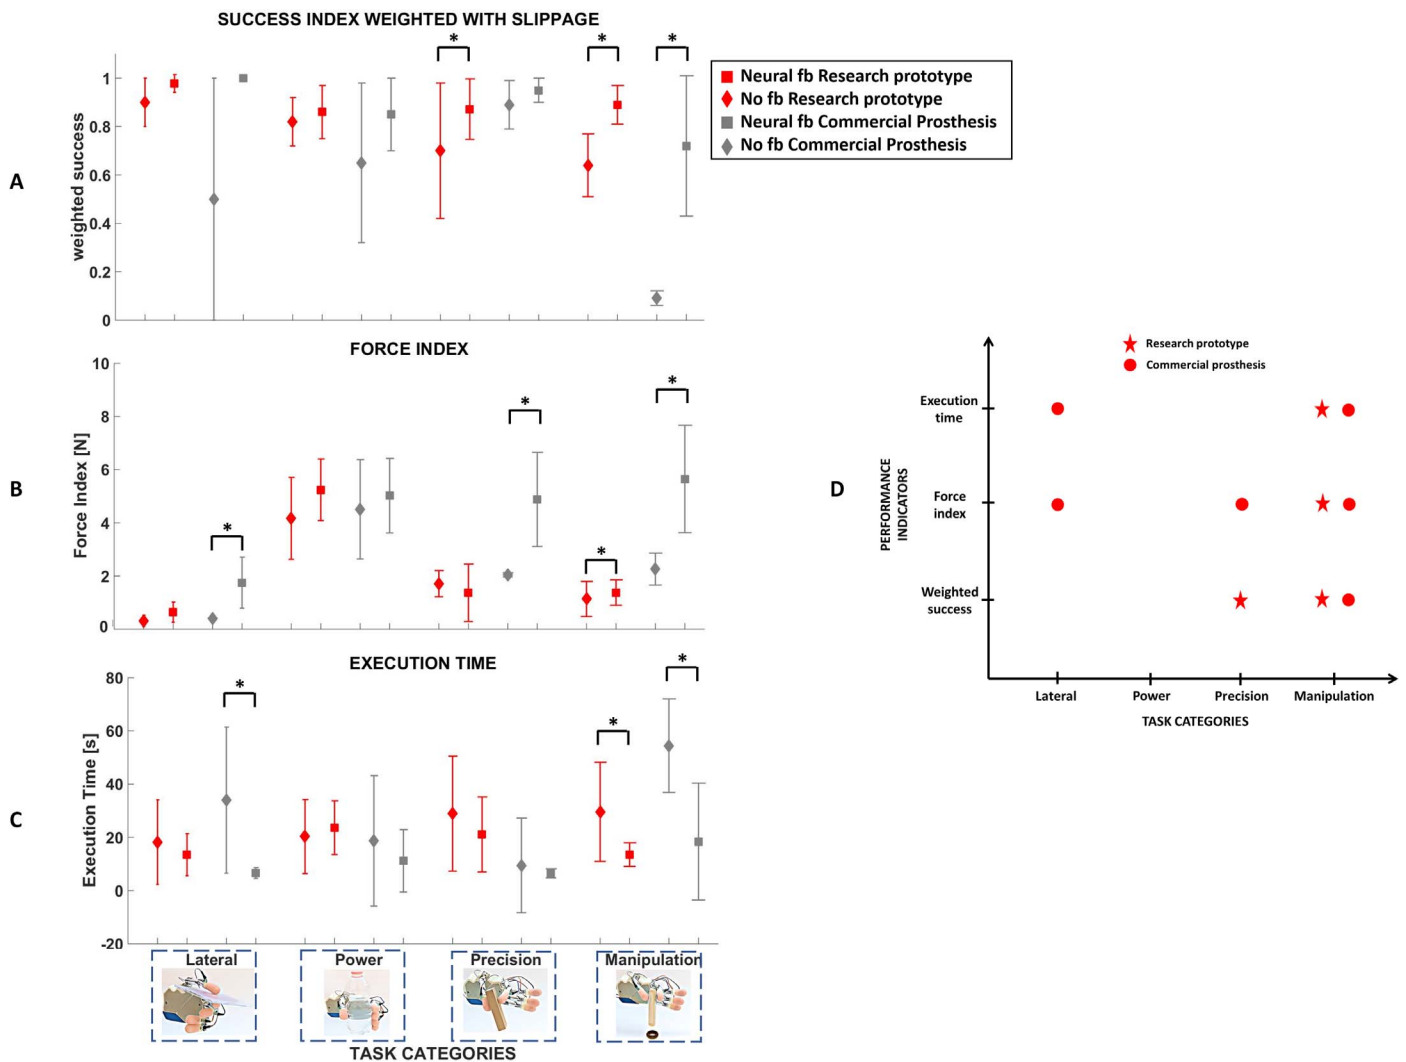 SUCCESS INDEX WEIGHTED WITH SLIPPAGE
*
*
*
A
weighted success
1
0.8
0.6
0.4
0.2
0
Neural fb Research prototype
No fb Research prototype
Neural fb Commercial Prosthesis
No fb Commercial Prosthesis
FORCE INDEX
*
*
*
*
B
Force Index [N]
10
8
6
4
2
0
EXECUTION TIME
*
*
*
C
Execution Time [s]
80
60
40
20
0
-20
Lateral
Power
Precision
Manipulation
TASK CATEGORIES
D
Research prototype
Commercial prosthesis
PERFORMANCE
INDICATORS
Execution
time
Force
index
Weighted
success
Lateral
Power
Precision
Manipulation
TASK CATEGORIES